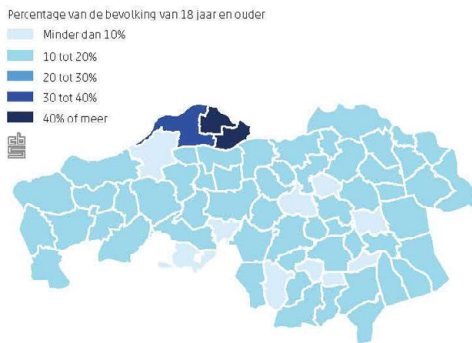 Percentage van de bevolking van 18 jaar en ouder
Minder dan 10%
10 tot 20%
20 tot 30%
30 tot 40%
40% of meer